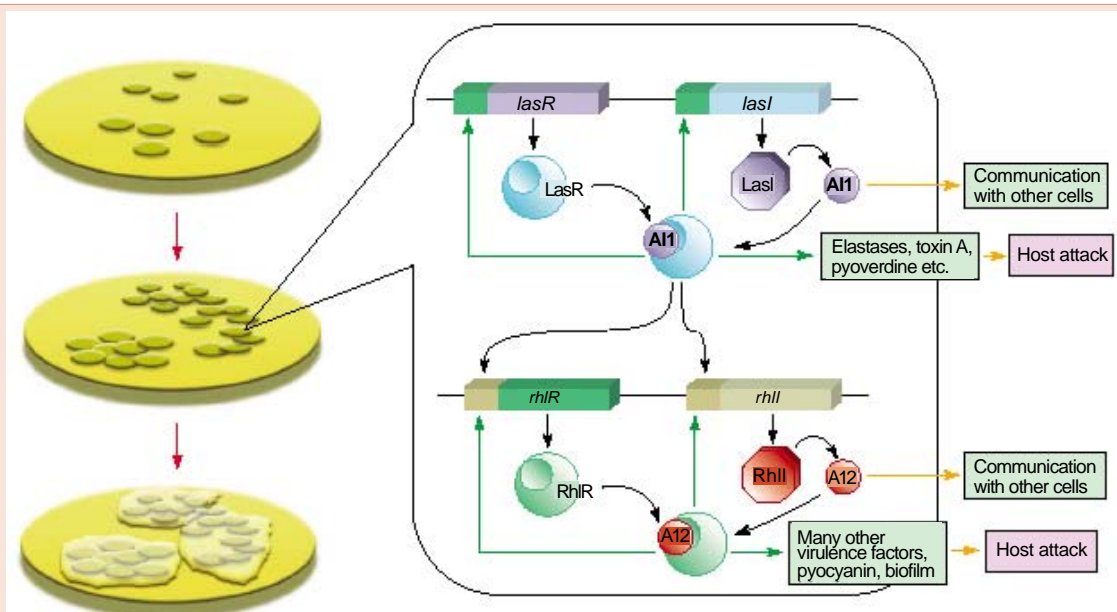 lasR
lasI
LasR
LasI
AI1
Communication
with other cells
AI1
Elastases, toxin A,
pyoverdine etc.
Host attack
rhlR
rhlI
RhlR
RhlI
A12
Communication
with other cells
A12
Many other
virulence factors,
pyocyanin, biofilm
Host attack